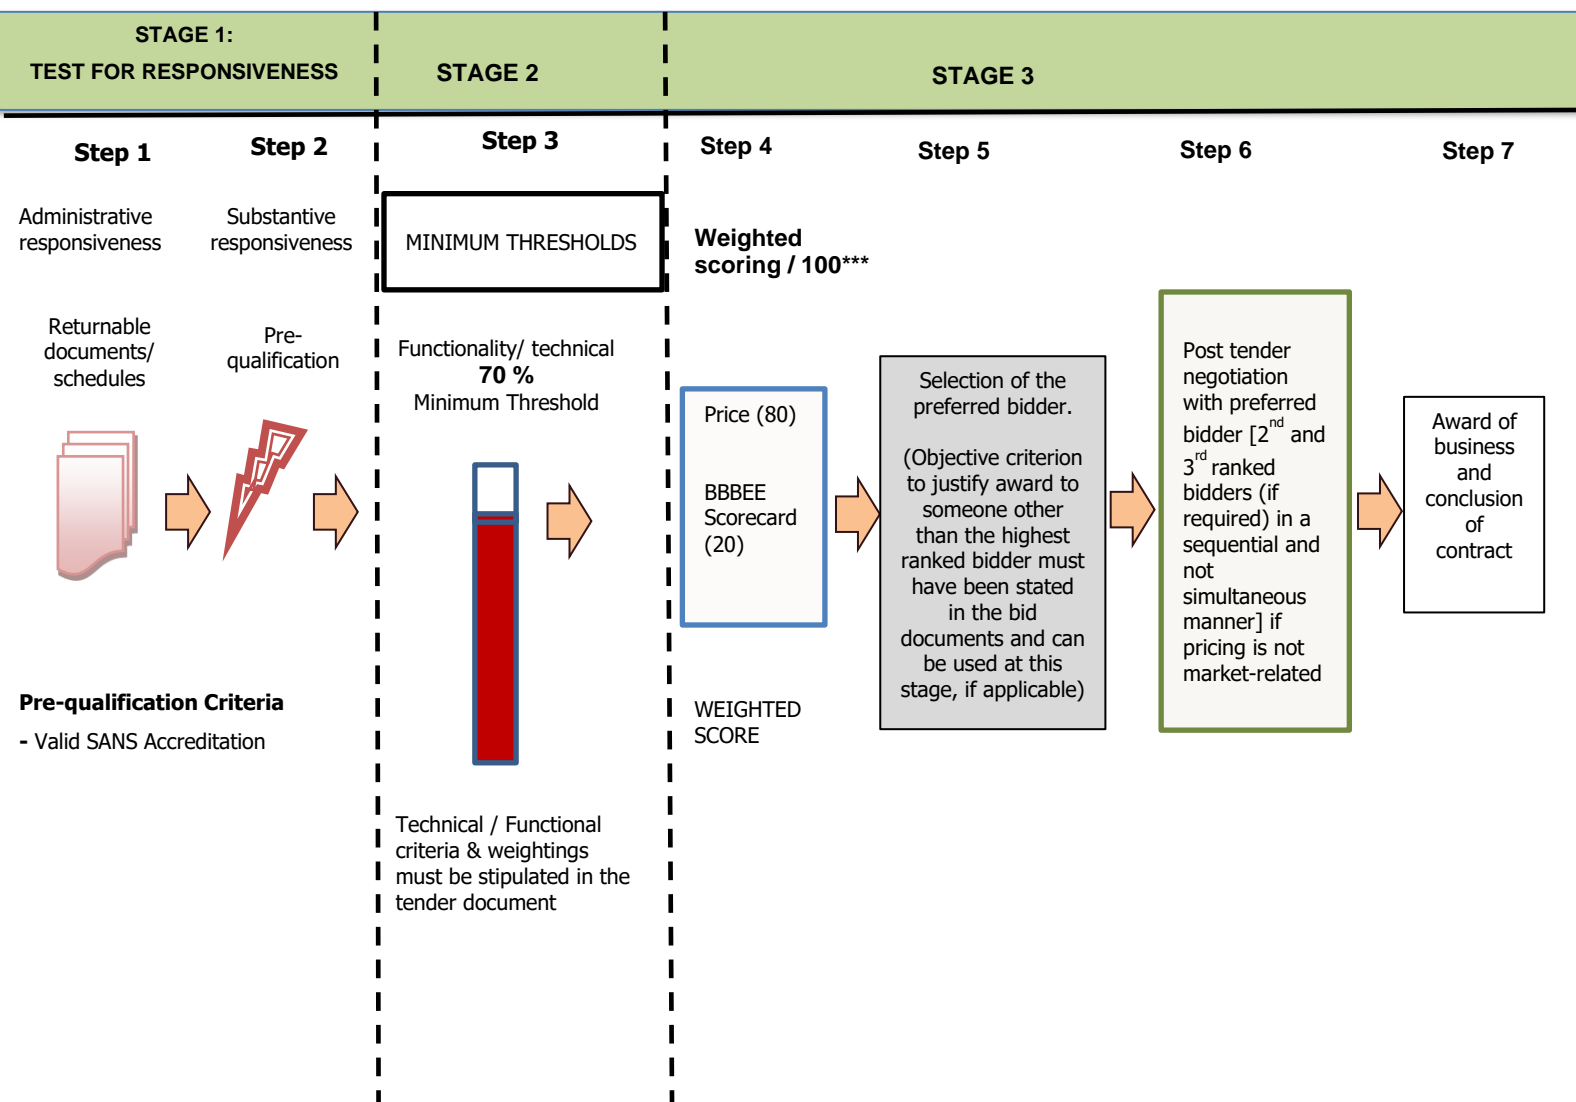 STAGE 1:
TEST FOR RESPONSIVENESS
STAGE 2
STAGE 3
Step 1
Step 2
Step 3
Step 4
Step 5
Step 6
Step 7
Administrative
responsiveness
Substantive
responsiveness
MINIMUM THRESHOLDS
Weighted
scoring / 100***
Returnable
documents/
schedules
Pre-
qualification
Functionality/ technical
70 %
Minimum Threshold
Price (80)
BBBEE
Scorecard
(20)
Selection of the
preferred bidder.
(Objective criterion
to justify award to
someone other
than the highest
ranked bidder must
have been stated
in the bid
documents and can
be used at this
stage, if applicable)
Post tender
negotiation
with preferred
bidder [2nd and
3rd ranked
bidders (if
required) in a
sequential and
not
simultaneous
manner] if
pricing is not
market-related
Award of
business
and
conclusion
of
contract
Pre-qualification Criteria
- Valid SANS Accreditation
WEIGHTED
SCORE
Technical / Functional
criteria & weightings
must be stipulated in the
tender document